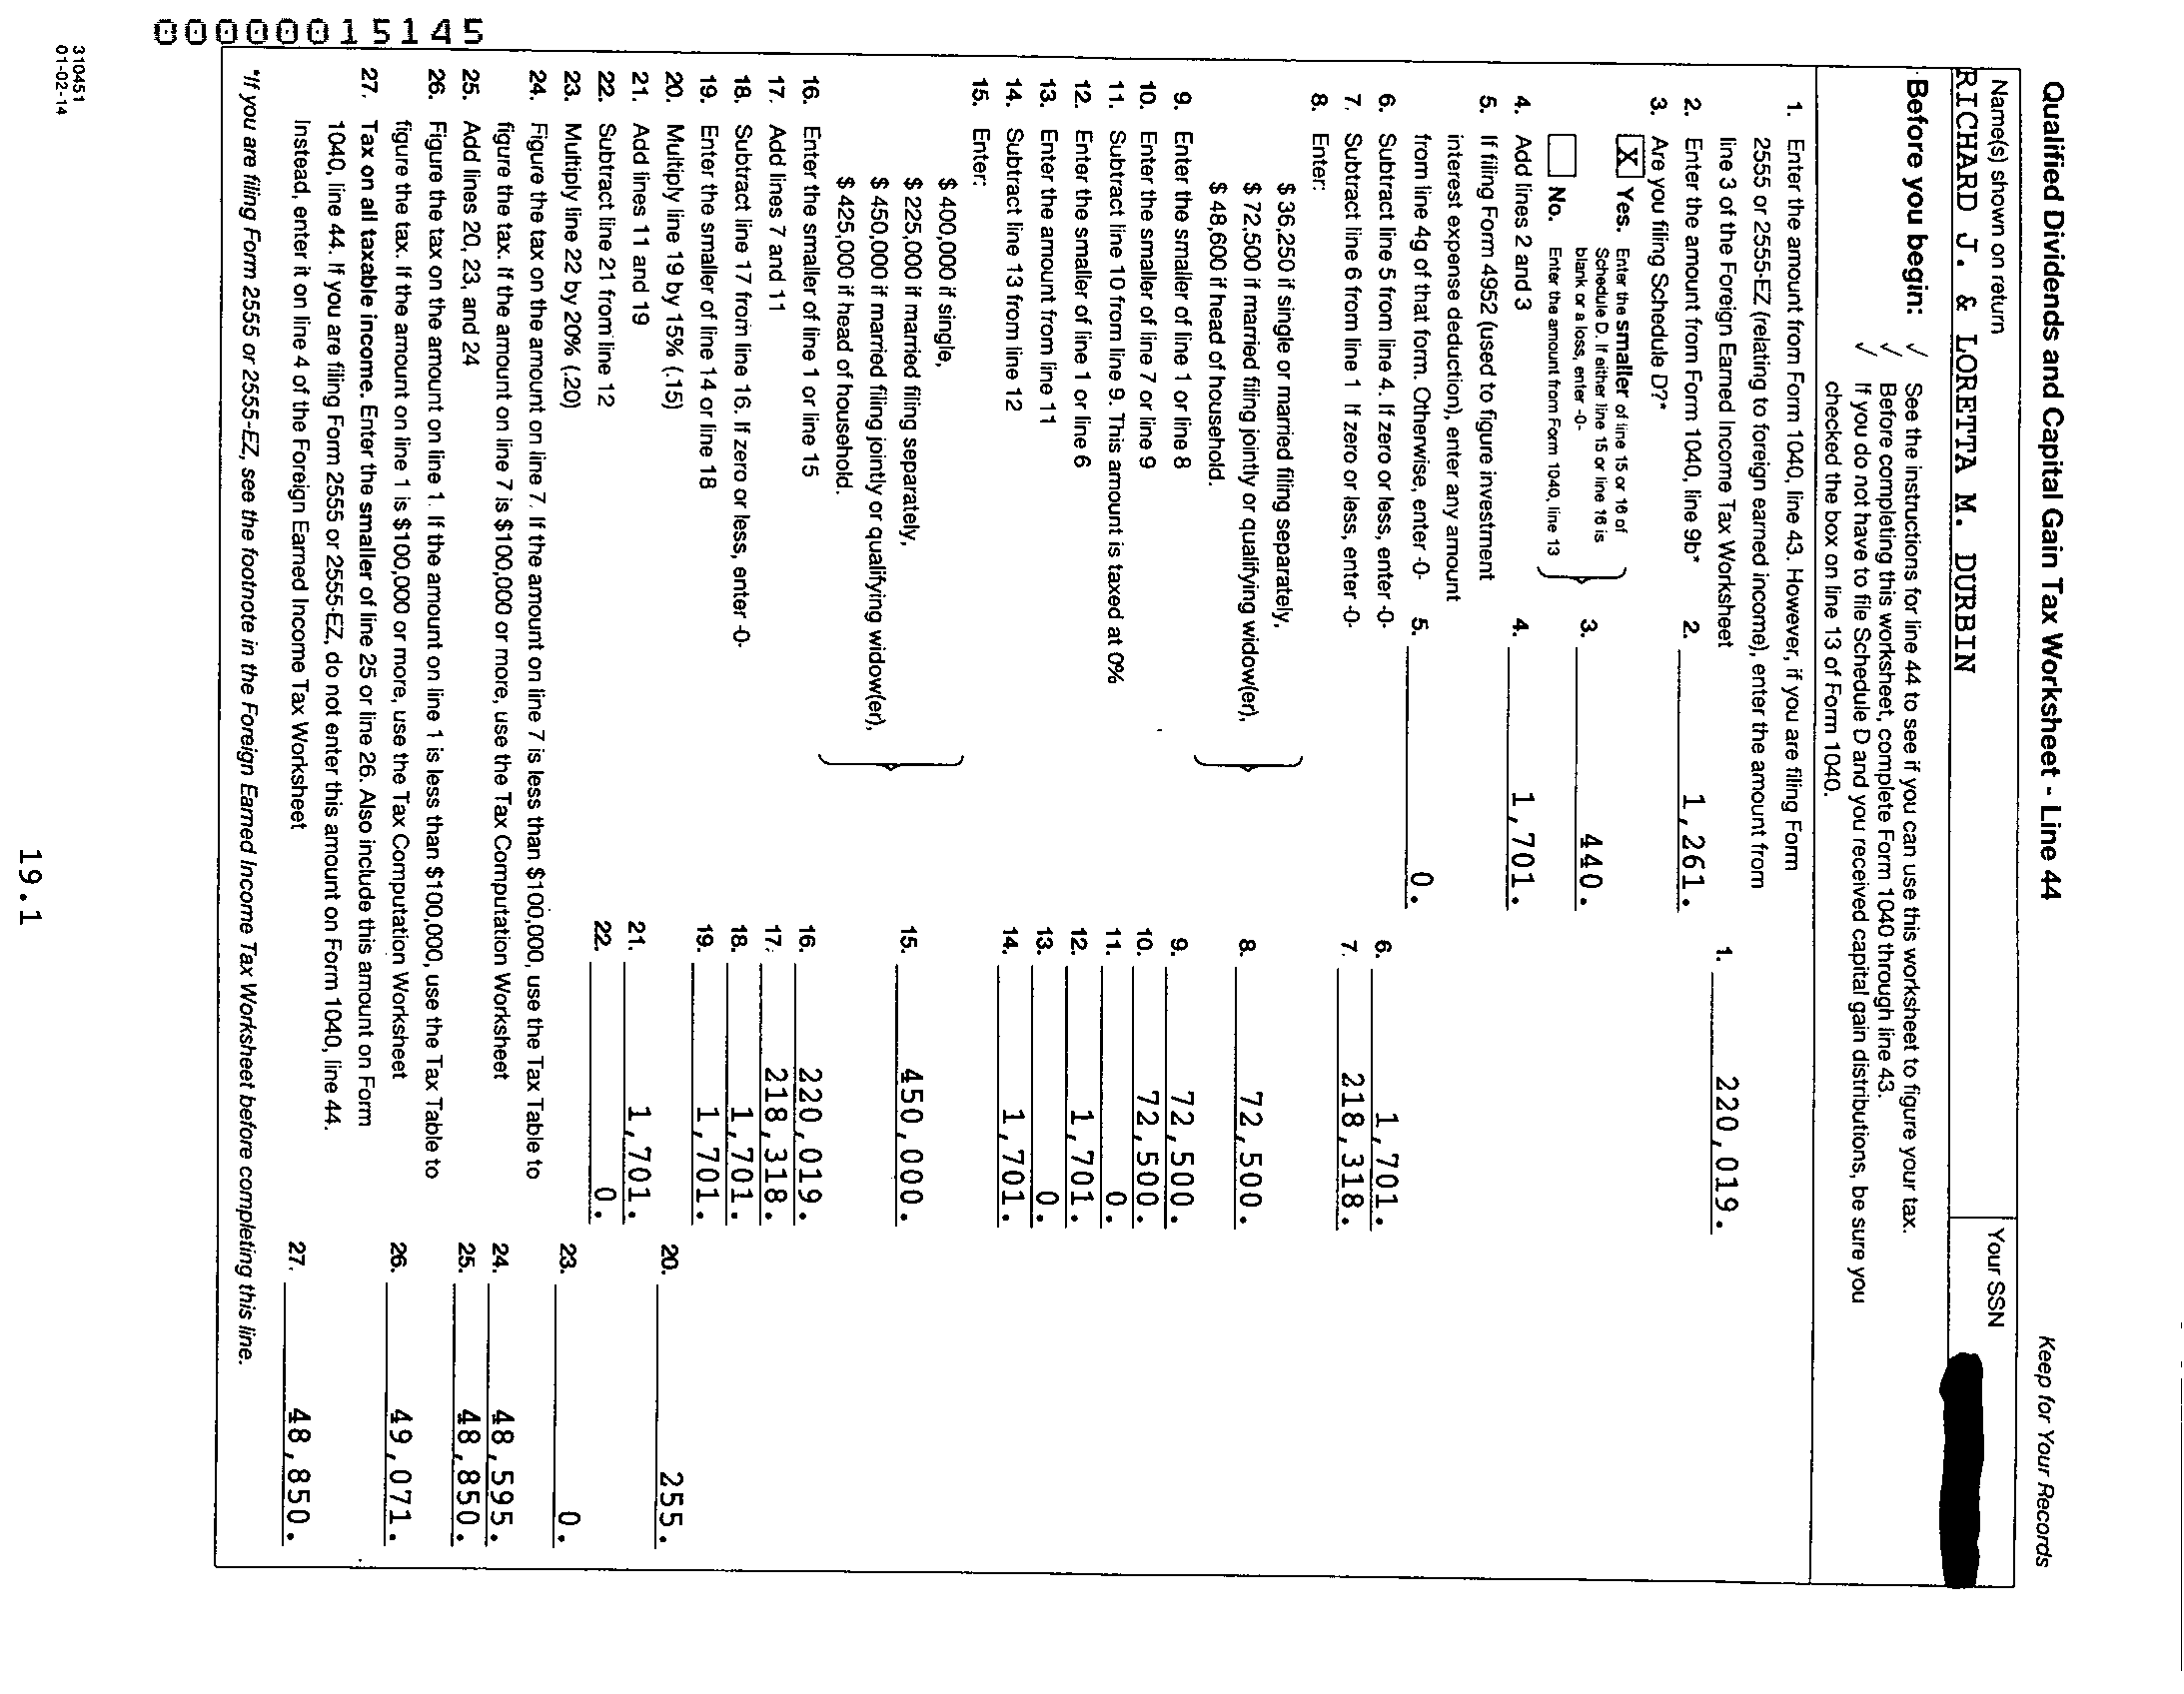 Qualified Dividends and Capital Gain Tax Worksheet - Line 44 Keep for Your Records
Name(s) shown on return Your SSN
RICHARD J. & LORETTA M. DURBIN
Before you begin: ✓ See the instructions for line 44 to see if you can use this worksheet to figure your tax.
✓ Before completing this worksheet, complete Form 1040 through line 43.
✓ If you do not have to file Schedule D and you received capital gain distributions, be sure you
checked the box on line 13 of Form 1040.
1. Enter the amount from Form 1040, line 43. However, if you are filing Form
2555 or 2555-EZ (relating to foreign earned income), enter the amount from
line 3 of the Foreign Earned Income Tax Worksheet 1. 220,019.
2. Enter the amount from Form 1040, line 9b* 2. 1,261.
3. Are you filing Schedule D?*
X Yes. Enter the smaller of line 15 or 16 of
Schedule D. If either line 15 or line 16 is
blank or a loss, enter -0- 3. 440.
No. Enter the amount from Form 1040, line 13
4. Add lines 2 and 3 4. 1,701.
5. If filing Form 4952 (used to figure investment
interest expense deduction), enter any amount
from line 4g of that form. Otherwise, enter -0- 5. 0.
6. Subtract line 5 from line 4. If zero or less, enter -0- 6. 1,701.
7. Subtract line 6 from line 1 If zero or less, enter -0- 7. 218,318.
8. Enter:
$ 36,250 if single or married filing separately,
$ 72,500 if married filing jointly or qualifying widow(er), 8. 72,500.
$ 48,600 if head of household.
9. Enter the smaller of line 1 or line 8 9. 72,500.
10. Enter the smaller of line 7 or line 9 10. 72,500.
11. Subtract line 10 from line 9. This amount is taxed at 0% 11. 0.
12. Enter the smaller of line 1 or line 6 12. 1,701.
13. Enter the amount from line 11 13. 0.
14. Subtract line 13 from line 12 14. 1,701.
15. Enter:
$ 400,000 if single,
$ 225,000 if married filing separately, 15. 450,000.
$ 450,000 if married filing jointly or qualifying widow(er),
$ 425,000 if head of household.
16. Enter the smaller of line 1 or line 15 16. 220,019.
17. Add lines 7 and 11 17. 218,318.
18. Subtract line 17 from line 16. If zero or less, enter -0- 18. 1,701.
19. Enter the smaller of line 14 or line 18 19. 1,701.
20. Multiply line 19 by 15% (.15) 20. 255.
21. Add lines 11 and 19 21. 1,701.
22. Subtract line 21 from line 12 22. 0.
23. Multiply line 22 by 20% (.20) 23. 0.
24. Figure the tax on the amount on line 7. If the amount on line 7 is less than $100,000, use the Tax Table to
figure the tax. If the amount on line 7 is $100,000 or more, use the Tax Computation Worksheet 24. 48,595.
25. Add lines 20, 23, and 24 25. 48,850.
26. Figure the tax on the amount on line 1. If the amount on line 1 is less than $100,000, use the Tax Table to
figure the tax. If the amount on line 1 is $100,000 or more, use the Tax Computation Worksheet 26. 49,071.
27. Tax on all taxable income. Enter the smaller of line 25 or line 26. Also include this amount on Form
1040, line 44. If you are filing Form 2555 or 2555-EZ, do not enter this amount on Form 1040, line 44.
Instead, enter it on line 4 of the Foreign Earned Income Tax Worksheet 27. 48,850.
*If you are filing Form 2555 or 2555-EZ, see the footnote in the Foreign Earned Income Tax Worksheet before completing this line.
00000015145
310451
01-02-14
19.1